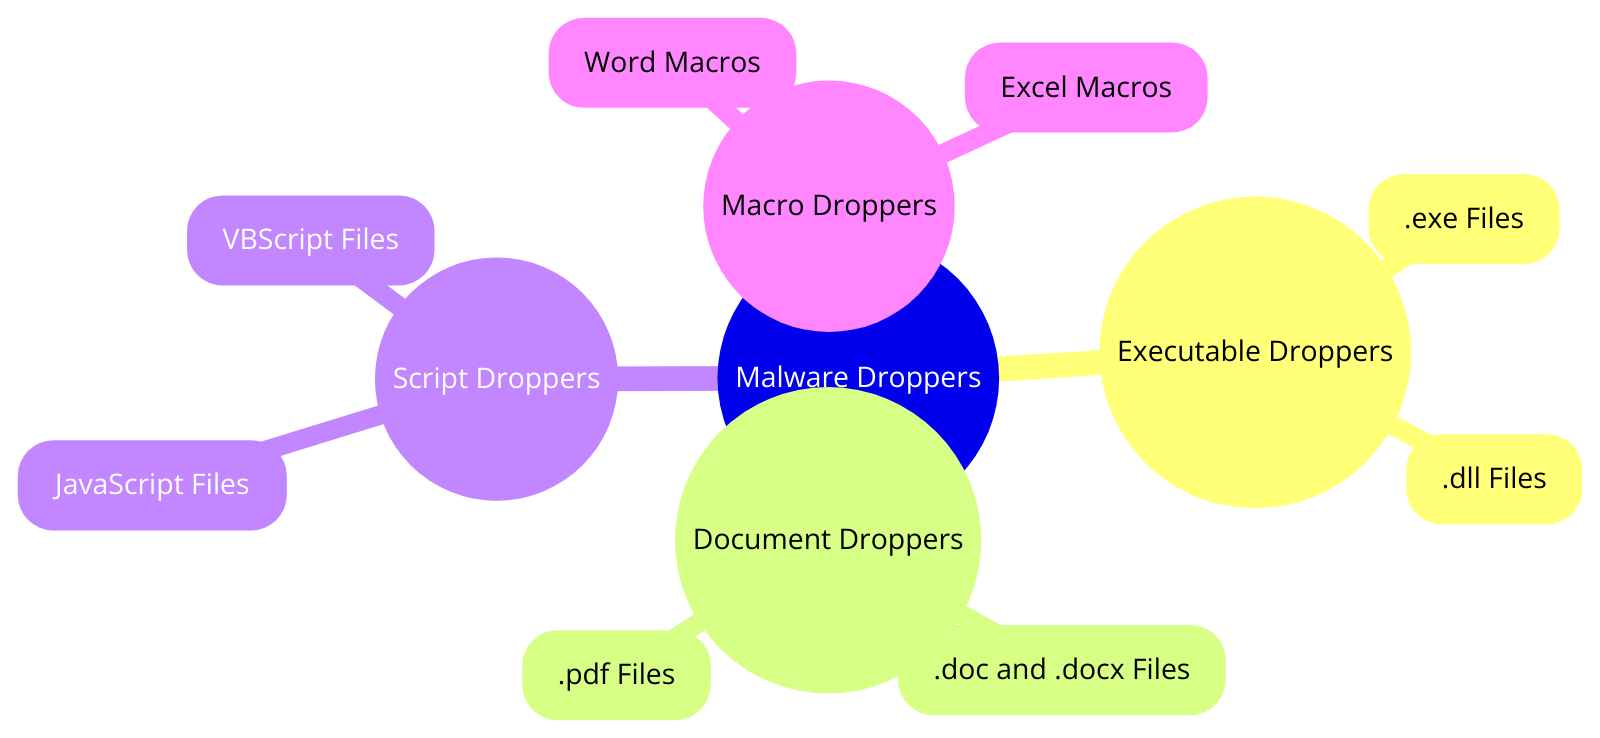 Word Macros
Excel Macros
Macro Droppers
VBScript Files
.exe Files
Script Droppers
Malware Droppers
Executable Droppers
JavaScript Files
.dll Files
Document Droppers
.pdf Files
.doc and .docx Files